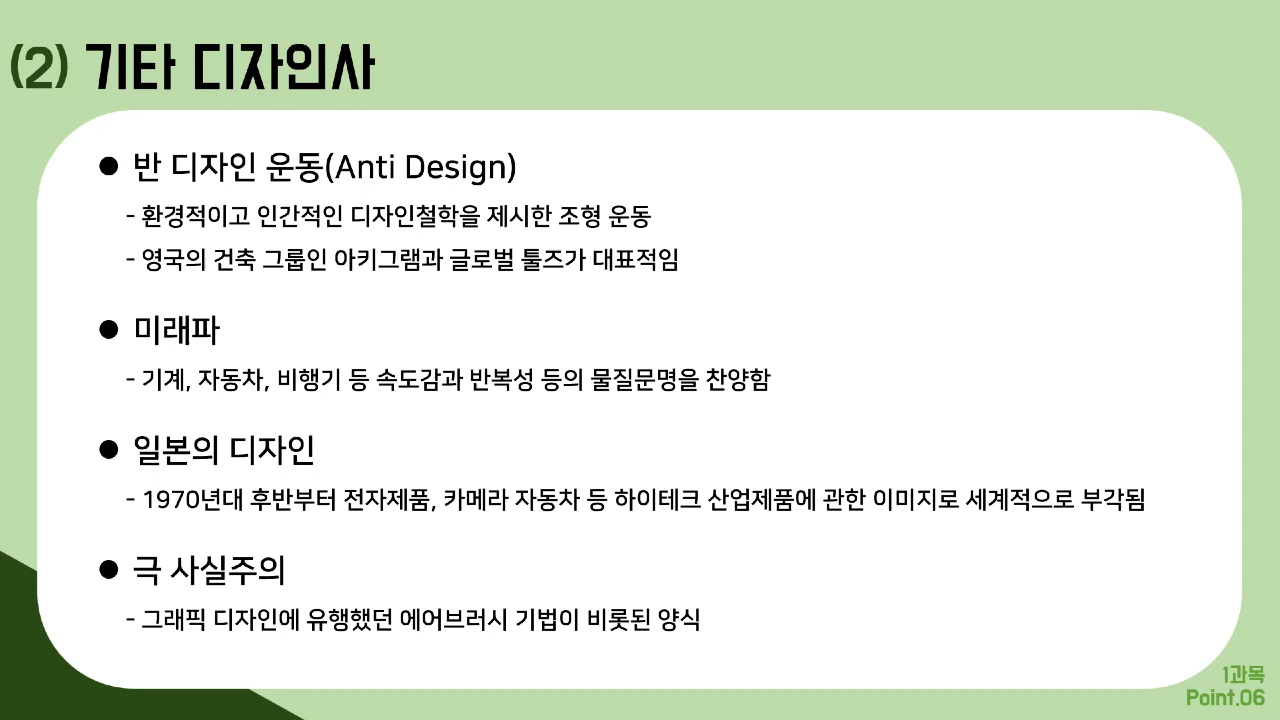 (2) 기타 디자인사
● 반 디자인 운동(Anti Design)
- 환경적이고 인간적인 디자인철학을 제시한 조형 운동
- 영국의 건축 그룹인 아키그램과 글로벌 툴즈가 대표적임
● 미래파
- 기계, 자동차, 비행기 등 속도감과 반복성 등의 물질문명을 찬양함
● 일본의 디자인
- 1970년대 후반부터 전자제품, 카메라 자동차 등 하이테크 산업제품에 관한 이미지로 세계적으로 부각됨
● 극 사실주의
- 그래픽 디자인에 유행했던 에어브러시 기법이 비롯된 양식
1과목
Point.06